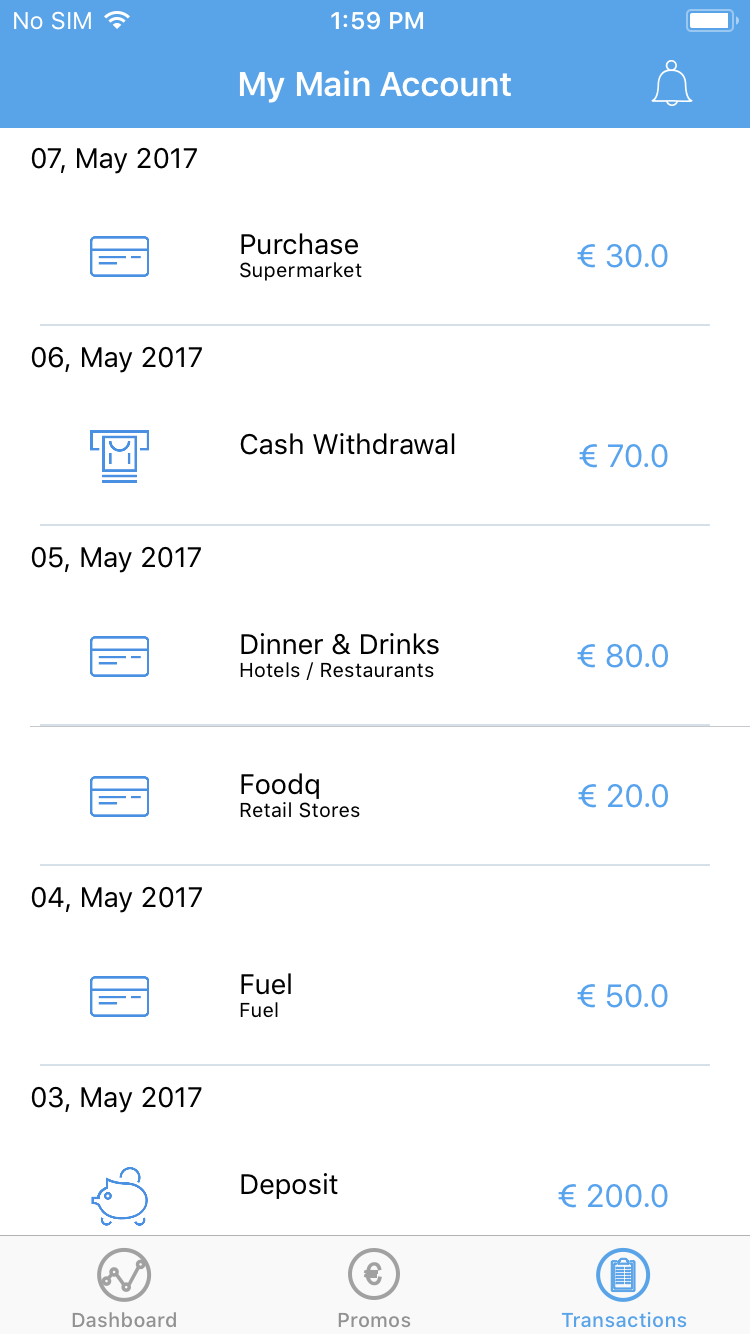 No SIM 1:59 PM
My Main Account
07, May 2017
Purchase
Supermarket
€ 30.0
06, May 2017
Cash Withdrawal
€ 70.0
05, May 2017
Dinner & Drinks
Hotels / Restaurants
€ 80.0
Foodq
Retail Stores
€ 20.0
04, May 2017
Fuel
Fuel
€ 50.0
03, May 2017
Deposit
€ 200.0
€
Dashboard Promos Transactions